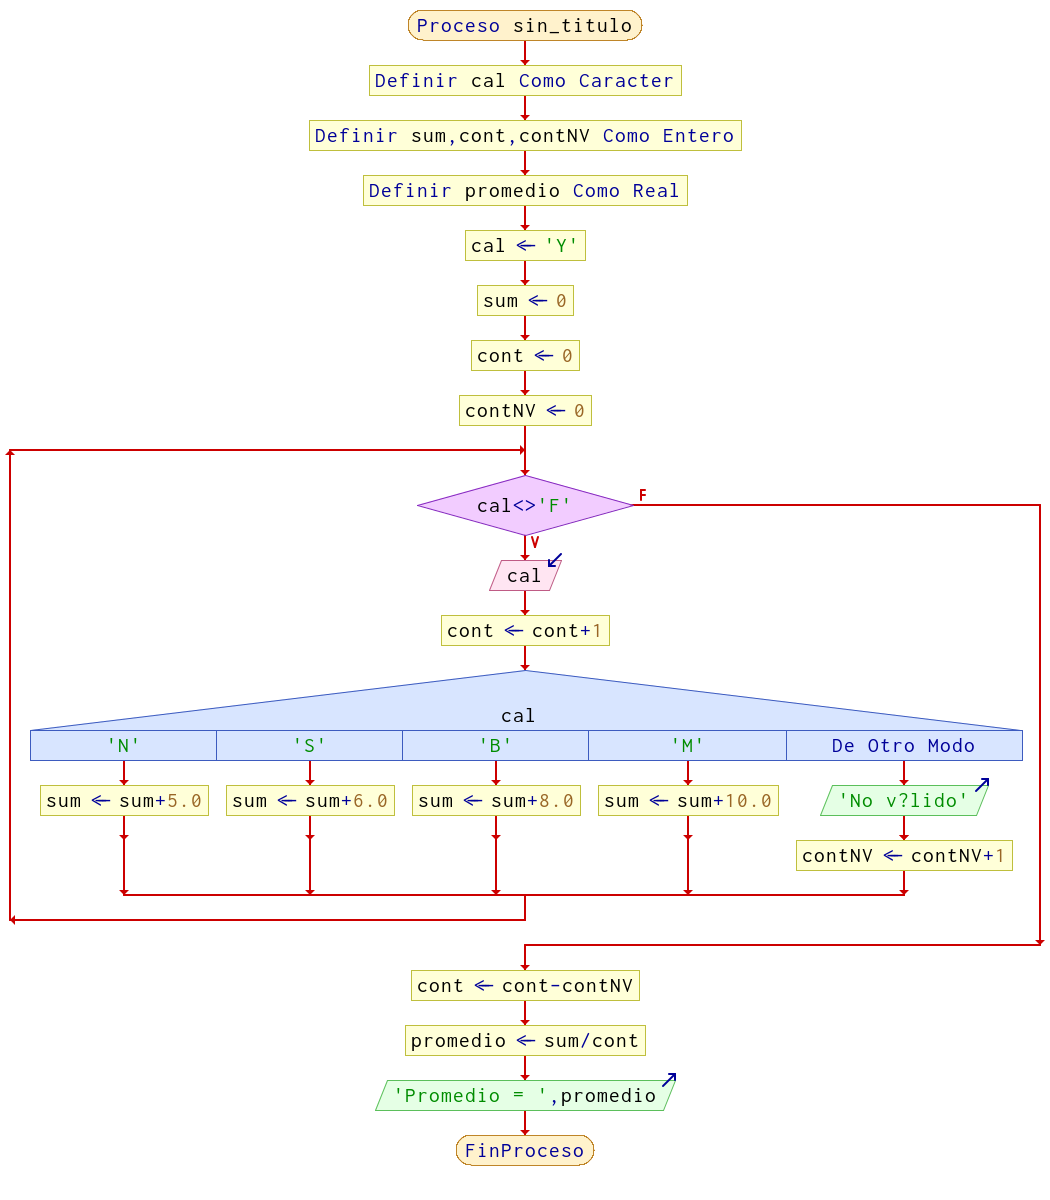 Proceso sin_titulo
Definir cal Como Caracter
Definir sum,cont,contNV Como Entero
Definir promedio Como Real
cal ← 'Y'
sum ← 0
cont ← 0
contNV ← 0
cal<>'F'
F
V
cal
cont ← cont+1
cal
'N' 'S' 'B' 'M' De Otro Modo
sum ← sum+5.0 sum ← sum+6.0 sum ← sum+8.0 sum ← sum+10.0 'No v?lido'
contNV ← contNV+1
cont ← cont-contNV
promedio ← sum/cont
'Promedio = ',promedio
FinProceso